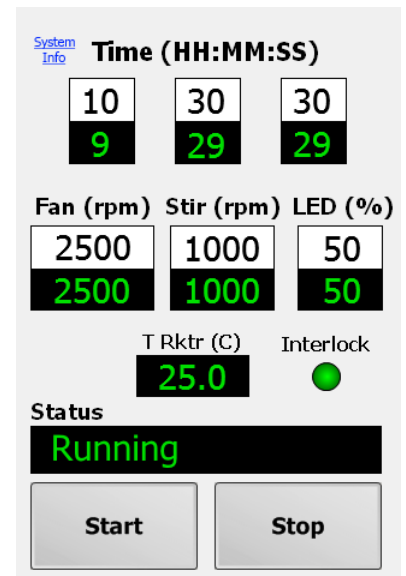 System
Info
Time (HH:MM:SS)
10 30 30
9 29 29
Fan (rpm) Stir (rpm) LED (%)
2500 1000 50
2500 1000 50
T Rktr (C) Interlock
25.0
Status
Running
Start Stop